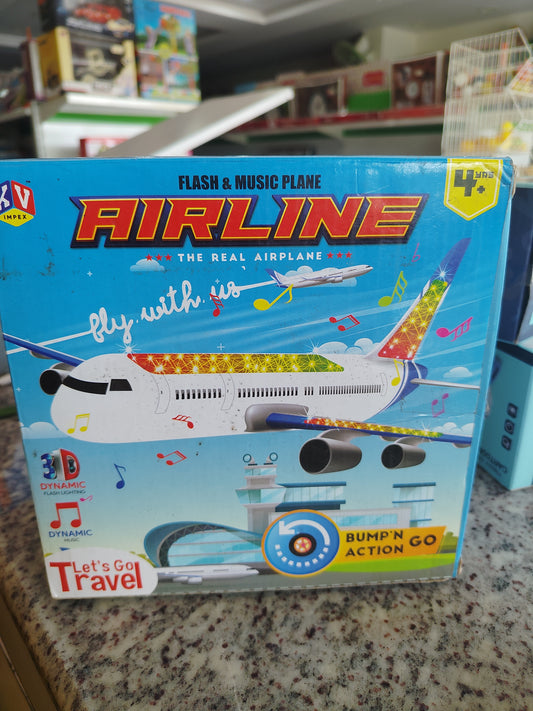 FLASH & MUSIC PLANE
4 YRS +
XV
IMPEX
AIRLINE
★★★ THE REAL AIRPLANE ★★★
fly with us
3D
DYNAMIC
FLASH LIGHTING
DYNAMIC
MUSIC
BUMP'N GO
ACTION
Let's Go
Travel